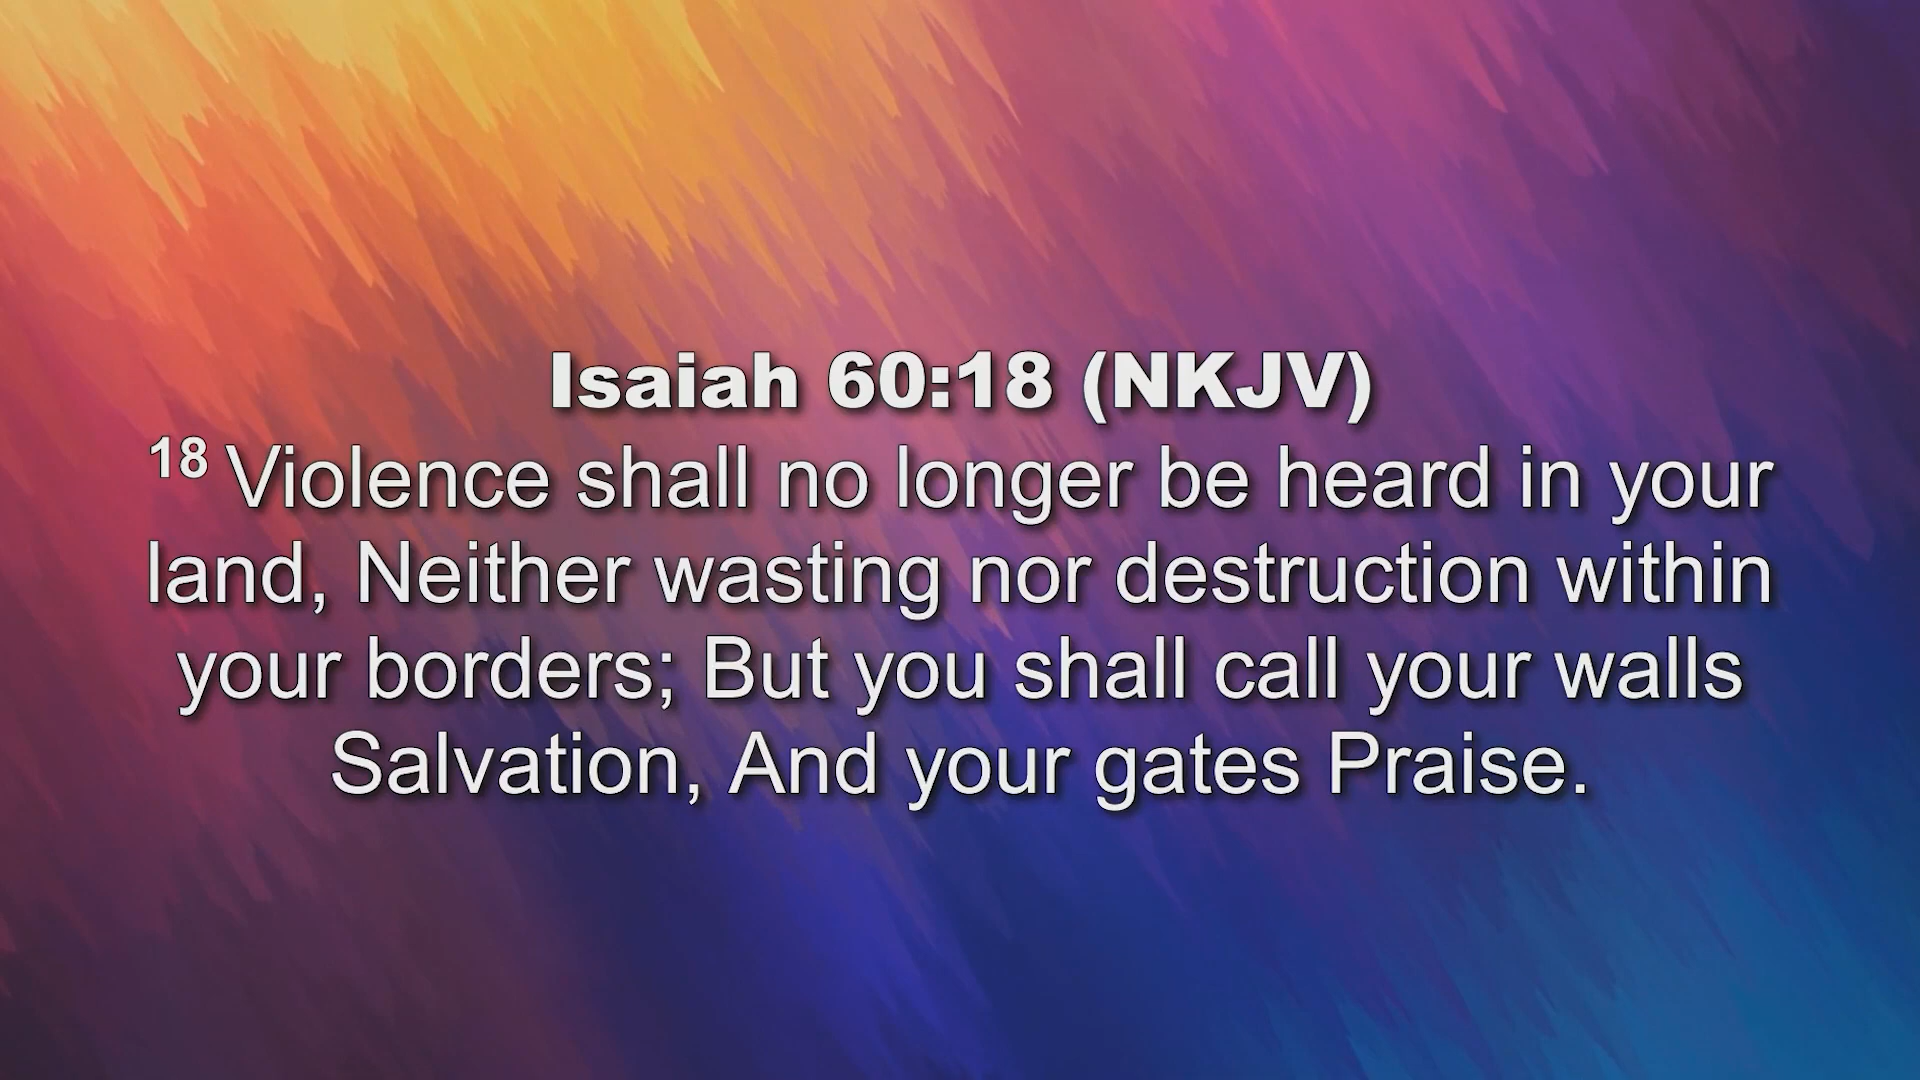 Isaiah 60:18 (NKJV)
18 Violence shall no longer be heard in your
land, Neither wasting nor destruction within
your borders; But you shall call your walls
Salvation, And your gates Praise.